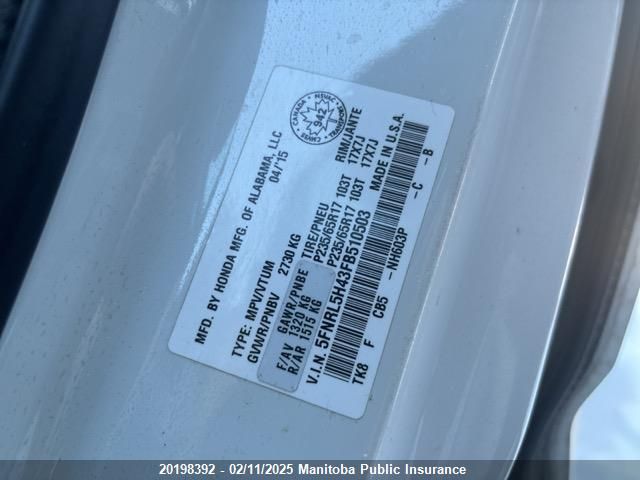 MFD. BY HONDA MFG. OF ALABAMA, LLC
04/15
TYPE: MPV/VTUM
GVWR/PNBV 2730 KG
GAWR/PNBE TIRE/PNEU RIM/JANTE
F/AV 1320 KG P235/65R17 103T 17X7J
R/AR 1515 KG P235/65R17 103T 17X7J
V.I.N. 5FNRL5H43FB510503 MADE IN U.S.A.
TK8 F CB5 -NH603P -C -B
CANADA
942
20198392 - 02/11/2025 Manitoba Public Insurance